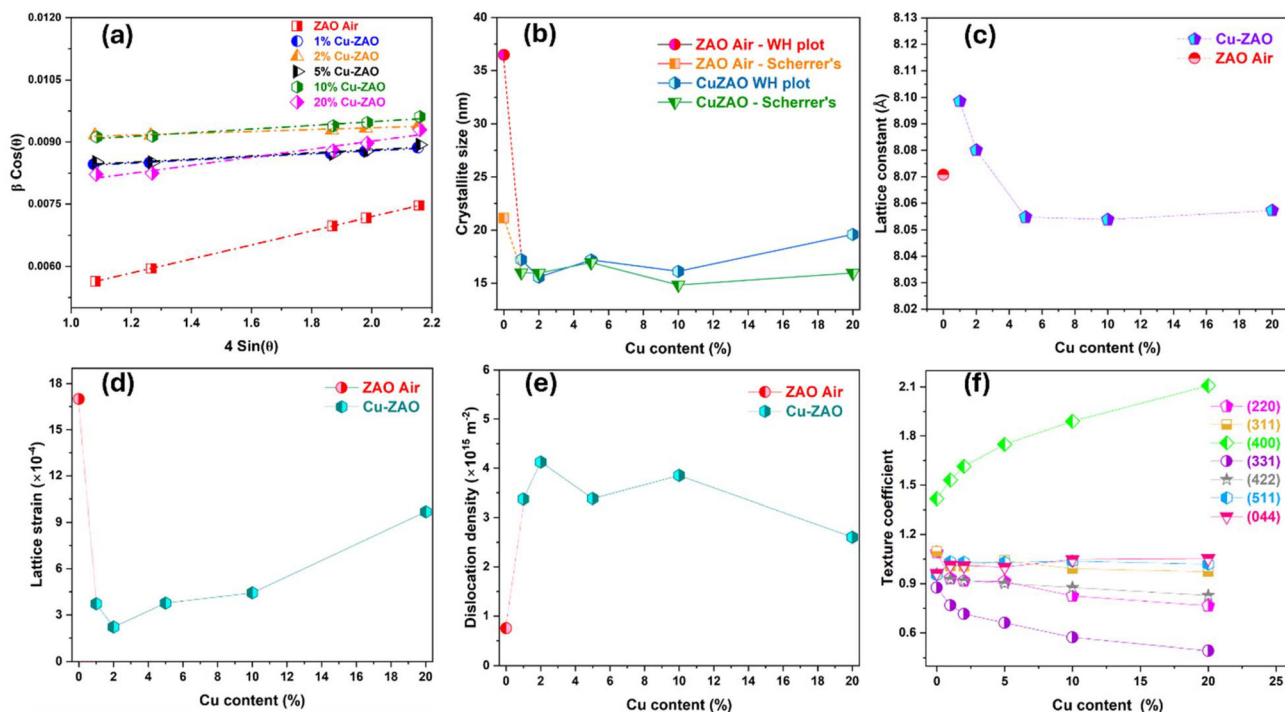 (a)
ZAO Air
1% Cu-ZAO
2% Cu-ZAO
5% Cu-ZAO
10% Cu-ZAO
20% Cu-ZAO
0.0120
0.0105
0.0090
0.0075
0.0060
β Cos(θ)
1.0 1.2 1.4 1.6 1.8 2.0 2.2
4 Sin(θ)
(b)
ZAO Air - WH plot
ZAO Air - Scherrer's
CuZAO WH plot
CuZAO - Scherrer's
40
35
30
25
20
15
Crystallite size (nm)
0 2 4 6 8 10 12 14 16 18 20
Cu content (%)
(c)
Cu-ZAO
ZAO Air
8.13
8.12
8.11
8.10
8.09
8.08
8.07
8.06
8.05
8.04
8.03
8.02
Lattice constant (Å)
0 2 4 6 8 10 12 14 16 18 20
Cu content (%)
(d)
ZAO Air
Cu-ZAO
18
15
12
9
6
3
0
Lattice strain (×10⁻⁴)
0 2 4 6 8 10 12 14 16 18 20
Cu content (%)
(e)
ZAO Air
Cu-ZAO
6
5
4
3
2
1
0
Dislocation density (×10¹⁵ m⁻²)
0 2 4 6 8 10 12 14 16 18 20
Cu content (%)
(f)
(220)
(311)
(400)
(331)
(422)
(511)
(044)
2.1
1.8
1.5
1.2
0.9
0.6
Texture coefficient
0 5 10 15 20 25
Cu content (%)